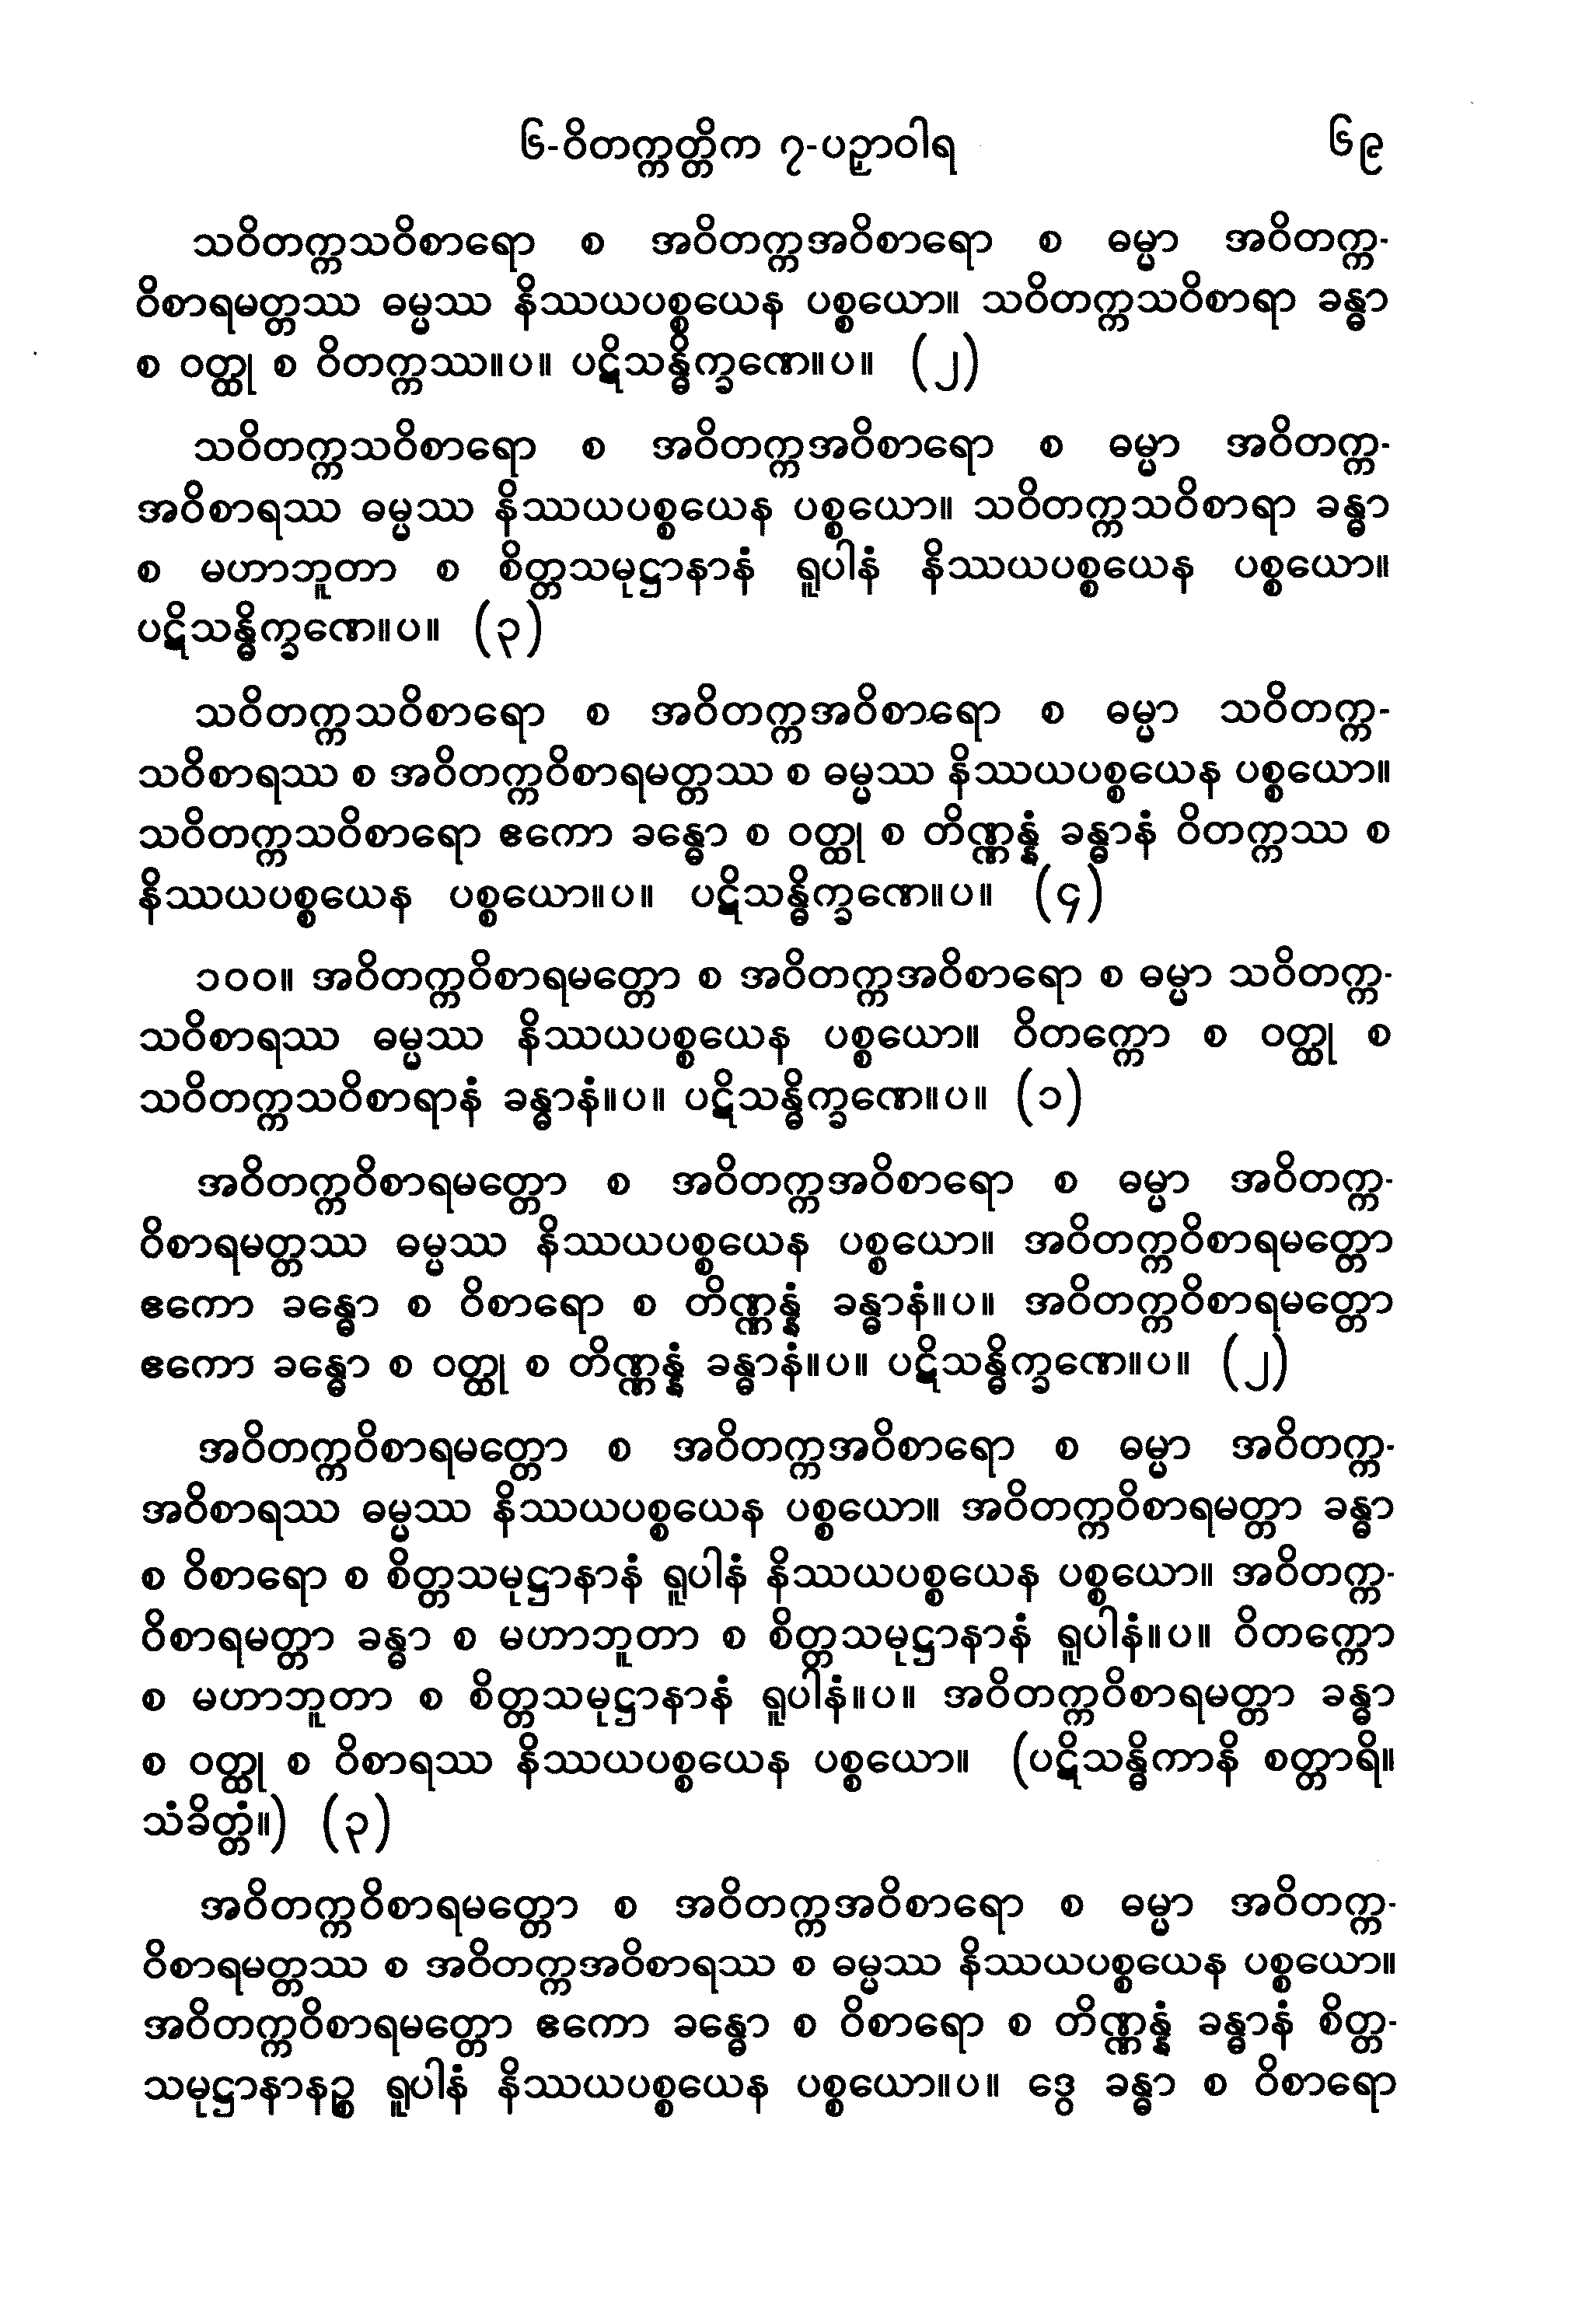 ၆-ဝိတက္ကတ္တိက ၇-ပဉှာဝါရ ၆၉
သဝိတက္ကသဝိစာရော စ အဝိတက္ကအဝိစာရော စ ဓမ္မာ အဝိတက္က-
ဝိစာရမတ္တဿ ဓမ္မဿ နိဿယပစ္စယေန ပစ္စယော။ သဝိတက္ကသဝိစာရာ ခန္ဓာ
စ ဝတ္ထု စ ဝိတက္ကဿ။ပ။ ပဋိသန္ဓိက္ခဏေ။ပ။ (၂)
သဝိတက္ကသဝိစာရော စ အဝိတက္ကအဝိစာရော စ ဓမ္မာ အဝိတက္က-
အဝိစာရဿ ဓမ္မဿ နိဿယပစ္စယေန ပစ္စယော။ သဝိတက္ကသဝိစာရာ ခန္ဓာ
စ မဟာဘူတာ စ စိတ္တသမုဋ္ဌာနာနံ ရူပါနံ နိဿယပစ္စယေန ပစ္စယော။
ပဋိသန္ဓိက္ခဏေ။ပ။ (၃)
သဝိတက္ကသဝိစာရော စ အဝိတက္ကအဝိစာရော စ ဓမ္မာ သဝိတက္က-
သဝိစာရဿ စ အဝိတက္ကဝိစာရမတ္တဿ စ ဓမ္မဿ နိဿယပစ္စယေန ပစ္စယော။
သဝိတက္ကသဝိစာရော ဧကော ခန္ဓော စ ဝတ္ထု စ တိဏ္ဏန္နံ ခန္ဓာနံ ဝိတက္ကဿ စ
နိဿယပစ္စယေန ပစ္စယော။ပ။ ပဋိသန္ဓိက္ခဏေ။ပ။ (၄)
၁၀၀။ အဝိတက္ကဝိစာရမတ္တော စ အဝိတက္ကအဝိစာရော စ ဓမ္မာ သဝိတက္က-
သဝိစာရဿ ဓမ္မဿ နိဿယပစ္စယေန ပစ္စယော။ ဝိတက္ကော စ ဝတ္ထု စ
သဝိတက္ကသဝိစာရာနံ ခန္ဓာနံ။ပ။ ပဋိသန္ဓိက္ခဏေ။ပ။ (၁)
အဝိတက္ကဝိစာရမတ္တော စ အဝိတက္ကအဝိစာရော စ ဓမ္မာ အဝိတက္က-
ဝိစာရမတ္တဿ ဓမ္မဿ နိဿယပစ္စယေန ပစ္စယော။ အဝိတက္ကဝိစာရမတ္တော
ဧကော ခန္ဓော စ ဝိစာရော စ တိဏ္ဏန္နံ ခန္ဓာနံ။ပ။ အဝိတက္ကဝိစာရမတ္တော
ဧကော ခန္ဓော စ ဝတ္ထု စ တိဏ္ဏန္နံ ခန္ဓာနံ။ပ။ ပဋိသန္ဓိက္ခဏေ။ပ။ (၂)
အဝိတက္ကဝိစာရမတ္တော စ အဝိတက္ကအဝိစာရော စ ဓမ္မာ အဝိတက္က-
အဝိစာရဿ ဓမ္မဿ နိဿယပစ္စယေန ပစ္စယော။ အဝိတက္ကဝိစာရမတ္တာ ခန္ဓာ
စ ဝိစာရော စ စိတ္တသမုဋ္ဌာနာနံ ရူပါနံ နိဿယပစ္စယေန ပစ္စယော။ အဝိတက္က-
ဝိစာရမတ္တာ ခန္ဓာ စ မဟာဘူတာ စ စိတ္တသမုဋ္ဌာနာနံ ရူပါနံ။ပ။ ဝိတက္ကော
စ မဟာဘူတာ စ စိတ္တသမုဋ္ဌာနာနံ ရူပါနံ။ပ။ အဝိတက္ကဝိစာရမတ္တာ ခန္ဓာ
စ ဝတ္ထု စ ဝိစာရဿ နိဿယပစ္စယေန ပစ္စယော။ (ပဋိသန္ဓိကာနိ စတ္တာရိ။
သံခိတ္တံ။) (၃)
အဝိတက္ကဝိစာရမတ္တော စ အဝိတက္ကအဝိစာရော စ ဓမ္မာ အဝိတက္က-
ဝိစာရမတ္တဿ စ အဝိတက္ကအဝိစာရဿ စ ဓမ္မဿ နိဿယပစ္စယေန ပစ္စယော။
အဝိတက္ကဝိစာရမတ္တော ဧကော ခန္ဓော စ ဝိစာရော စ တိဏ္ဏန္နံ ခန္ဓာနံ စိတ္တ-
သမုဋ္ဌာနာနဉ္စ ရူပါနံ နိဿယပစ္စယေန ပစ္စယော။ပ။ ဒွေ ခန္ဓာ စ ဝိစာရော